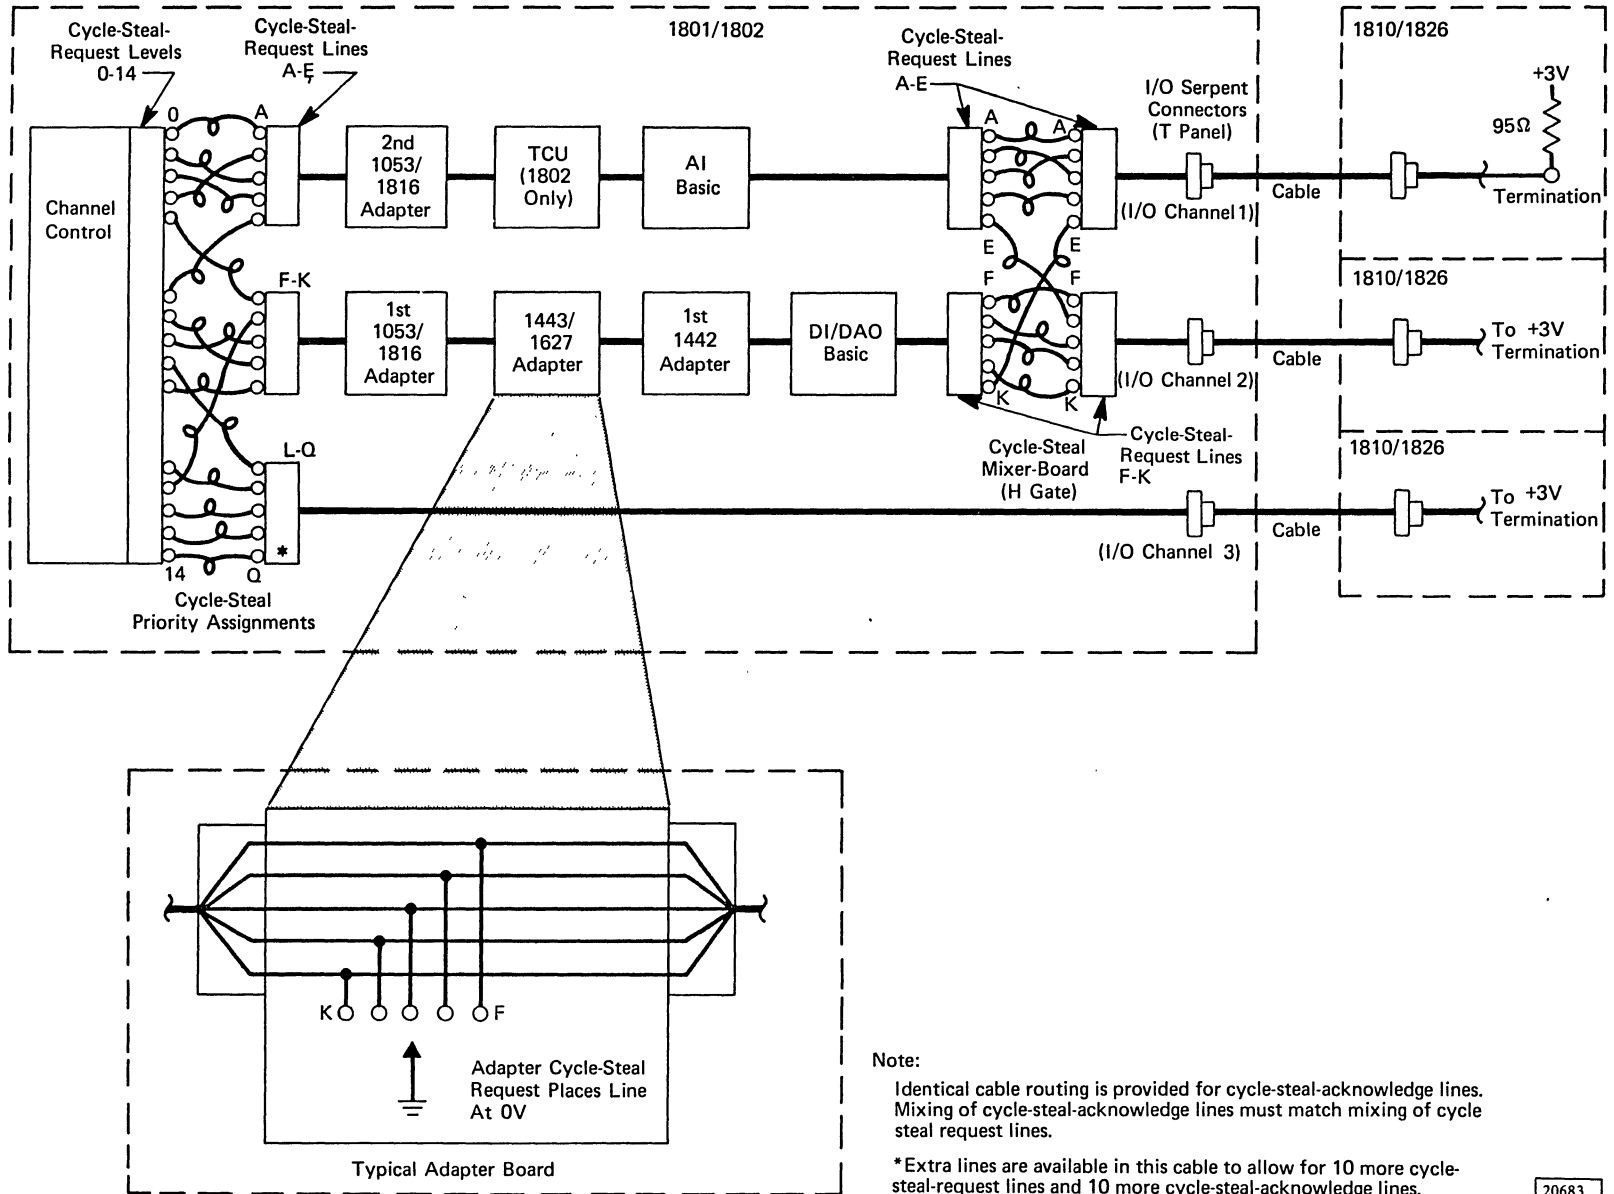 Cycle-Steal-
Request Levels
0-14
Cycle-Steal-
Request Lines
A-E,
1801/1802
Cycle-Steal-
Request Lines
A-E
I/O Serpent
Connectors
(T Panel)
1810/1826
+3V
95Ω
Termination
0
A
Channel
Control
2nd
1053/
1816
Adapter
TCU
(1802
Only)
AI
Basic
A
A
E
E
(I/O Channel 1)
Cable
F-K
F
F
1st
1053/
1816
Adapter
1443/
1627
Adapter
1st
1442
Adapter
DI/DAO
Basic
K
K
(I/O Channel 2)
Cable
1810/1826
To +3V
Termination
Cycle-Steal
Mixer-Board
(H Gate)
Cycle-Steal-
Request Lines
F-K
L-Q
*
14
Q
Cycle-Steal
Priority Assignments
(I/O Channel 3)
Cable
1810/1826
To +3V
Termination
K
F
Adapter Cycle-Steal
Request Places Line
At 0V
Typical Adapter Board
Note:
Identical cable routing is provided for cycle-steal-acknowledge lines.
Mixing of cycle-steal-acknowledge lines must match mixing of cycle
steal request lines.
*Extra lines are available in this cable to allow for 10 more cycle-
steal-request lines and 10 more cycle-steal-acknowledge lines.
20683